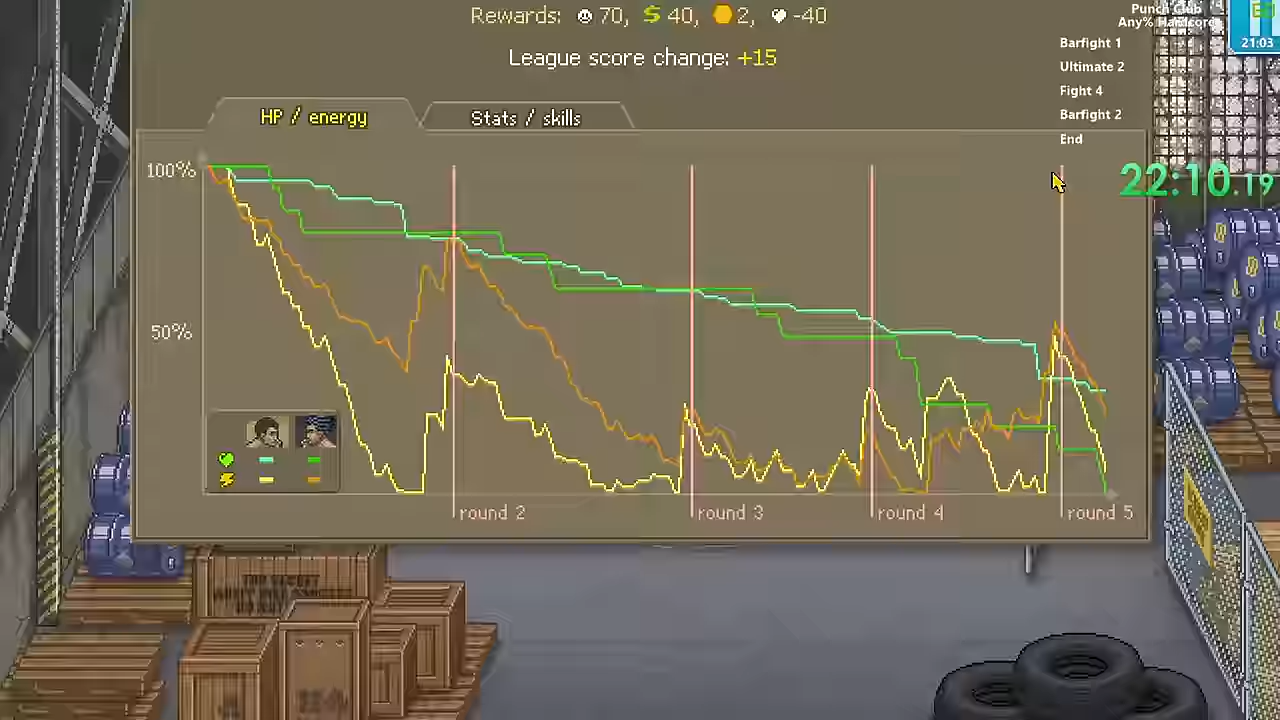 Rewards: 70, $ 40, 2, -40
League score change: +15
Punch Club
Any% Hardcore
21:03
Barfight 1
Ultimate 2
Fight 4
Barfight 2
End
22:10.19
HP / energy
Stats / skills
100%
50%
round 2
round 3
round 4
round 5